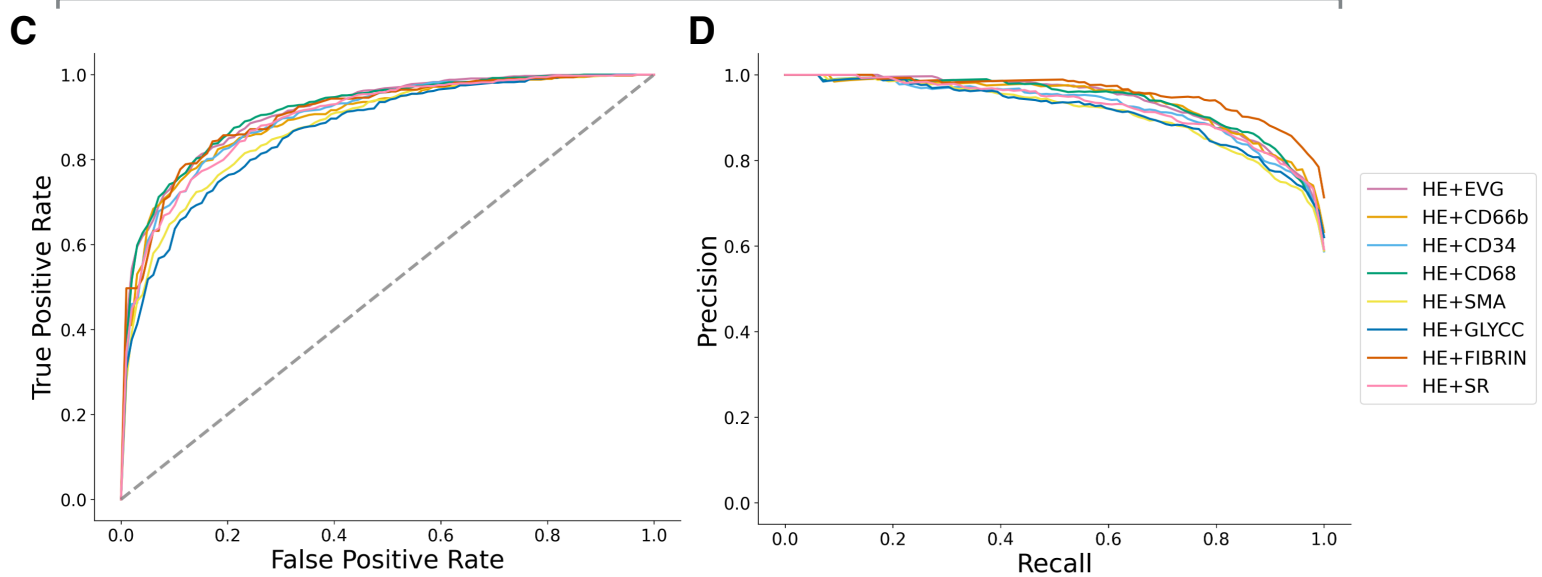 C
1.0
0.8
0.6
0.4
0.2
0.0
True Positive Rate
0.0 0.2 0.4 0.6 0.8 1.0
False Positive Rate
D
1.0
0.8
0.6
0.4
0.2
0.0
Precision
0.0 0.2 0.4 0.6 0.8 1.0
Recall
HE+EVG
HE+CD66b
HE+CD34
HE+CD68
HE+SMA
HE+GLYCC
HE+FIBRIN
HE+SR